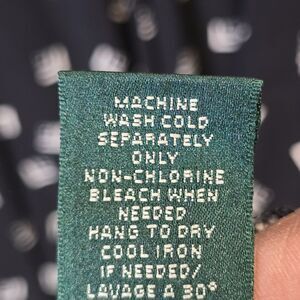 MACHINE
WASH COLD
SEPARATELY
ONLY
NON-CHLORINE
BLEACH WHEN
NEEDED
HANG TO DRY
COOL IRON
IF NEEDED/
LAVAGE A 30°